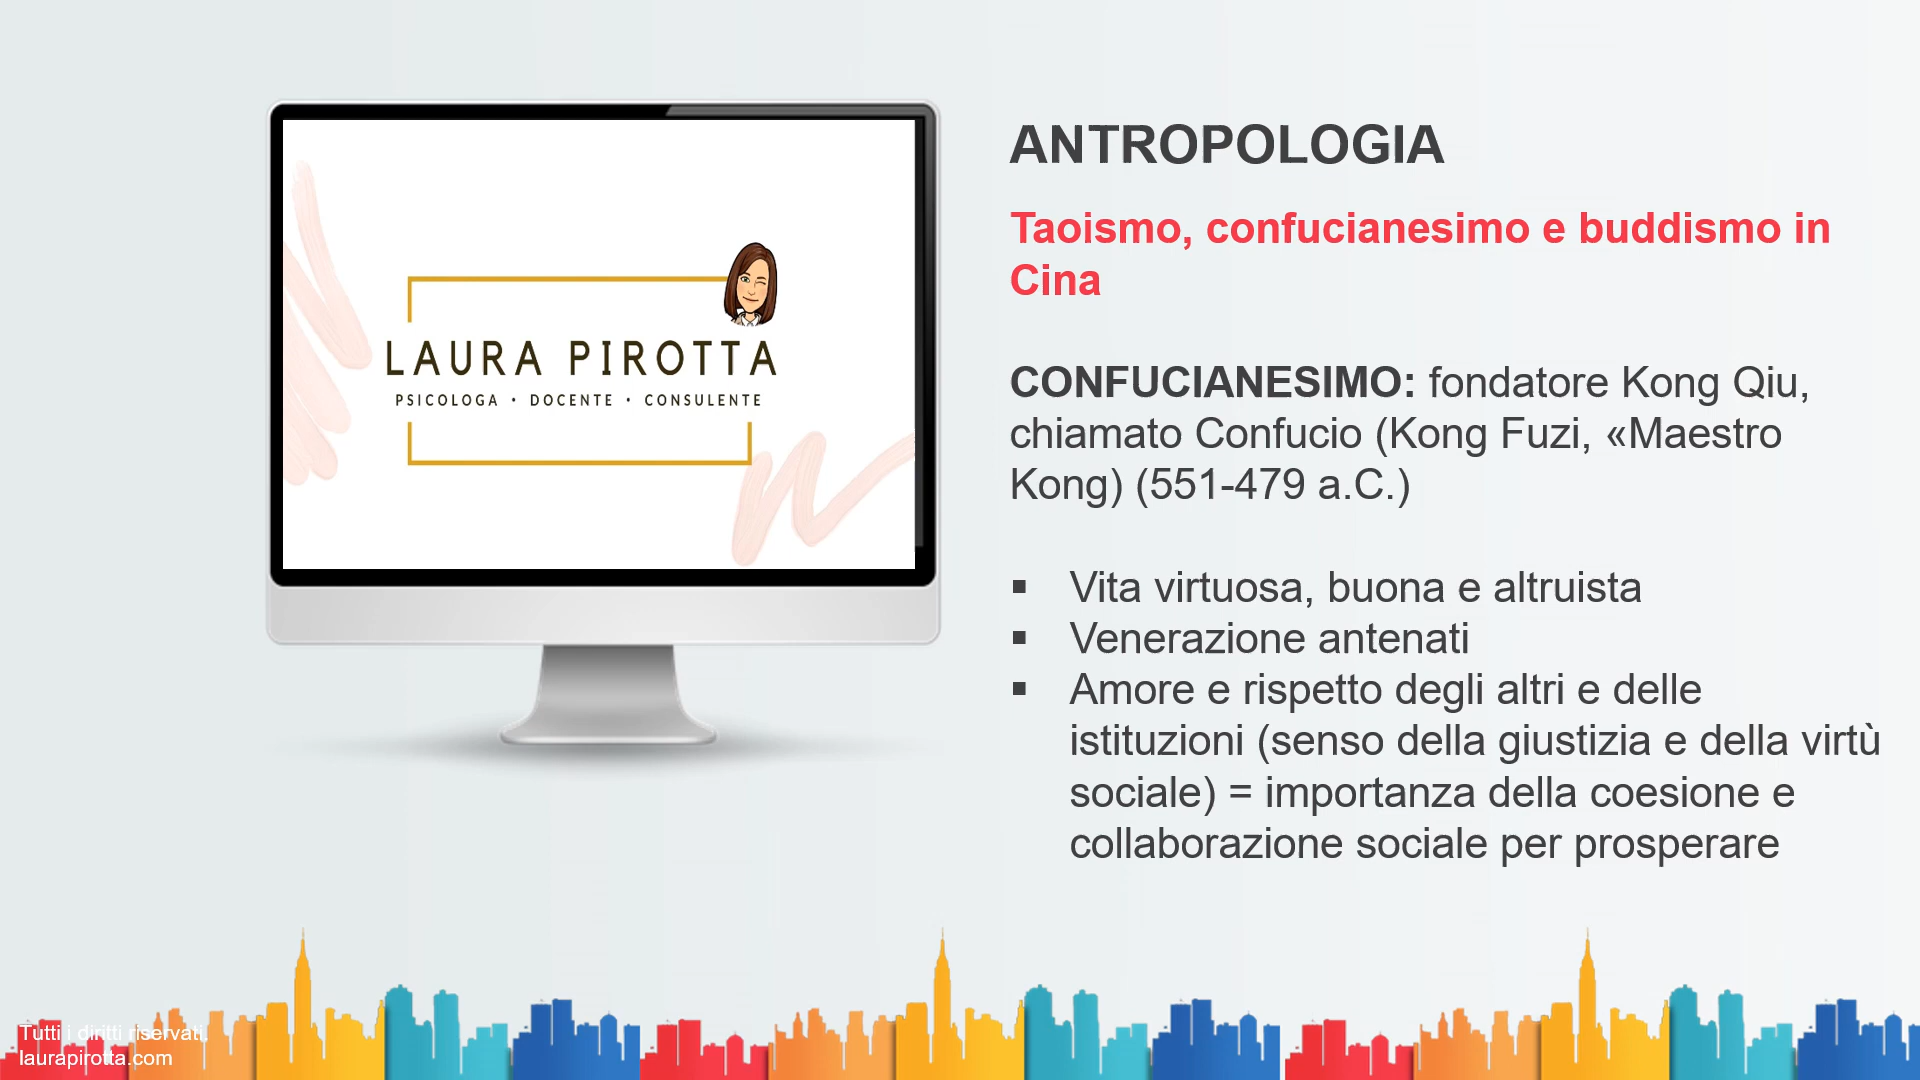 LAURA PIROTTA
PSICOLOGA • DOCENTE • CONSULENTE
ANTROPOLOGIA
Taoismo, confucianesimo e buddismo in
Cina
CONFUCIANESIMO: fondatore Kong Qiu,
chiamato Confucio (Kong Fuzi, «Maestro
Kong) (551-479 a.C.)
▪ Vita virtuosa, buona e altruista
▪ Venerazione antenati
▪ Amore e rispetto degli altri e delle
istituzioni (senso della giustizia e della virtù
sociale) = importanza della coesione e
collaborazione sociale per prosperare
Tutti i diritti riservati.
laurapirotta.com